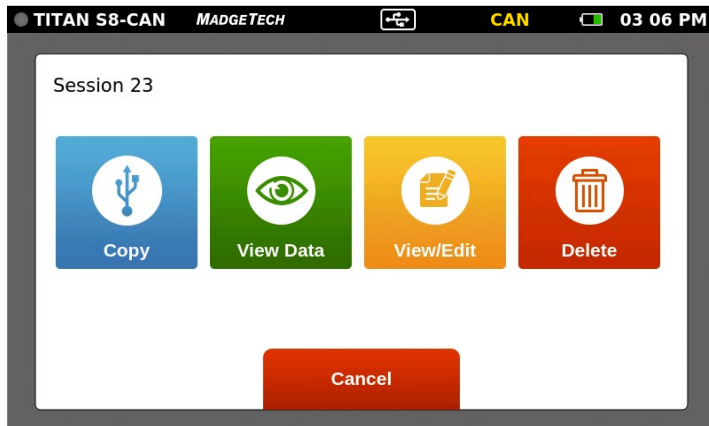 TITAN S8-CAN MADGETECH CAN 03 06 PM
Session 23
Copy View Data View/Edit Delete
Cancel